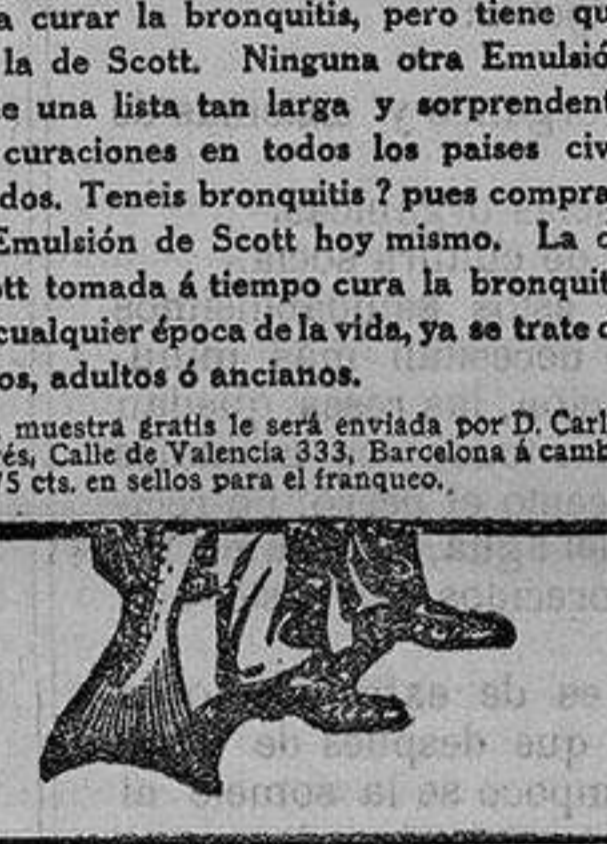 a curar la bronquitis, pero tiene qu
la de Scott. Ninguna otra Emulsió
e una lista tan larga y sorprendent
curaciones en todos los paises civ
dos. Teneis bronquitis ? pues compra
Emulsión de Scott hoy mismo. La d
ott tomada á tiempo cura la bronquit
cualquier época de la vida, ya se trate d
os, adultos ó ancianos.
muestra gratis le será enviada por D. Carl
rés, Calle de Valencia 333, Barcelona á camb
75 cts. en sellos para el franqueo.